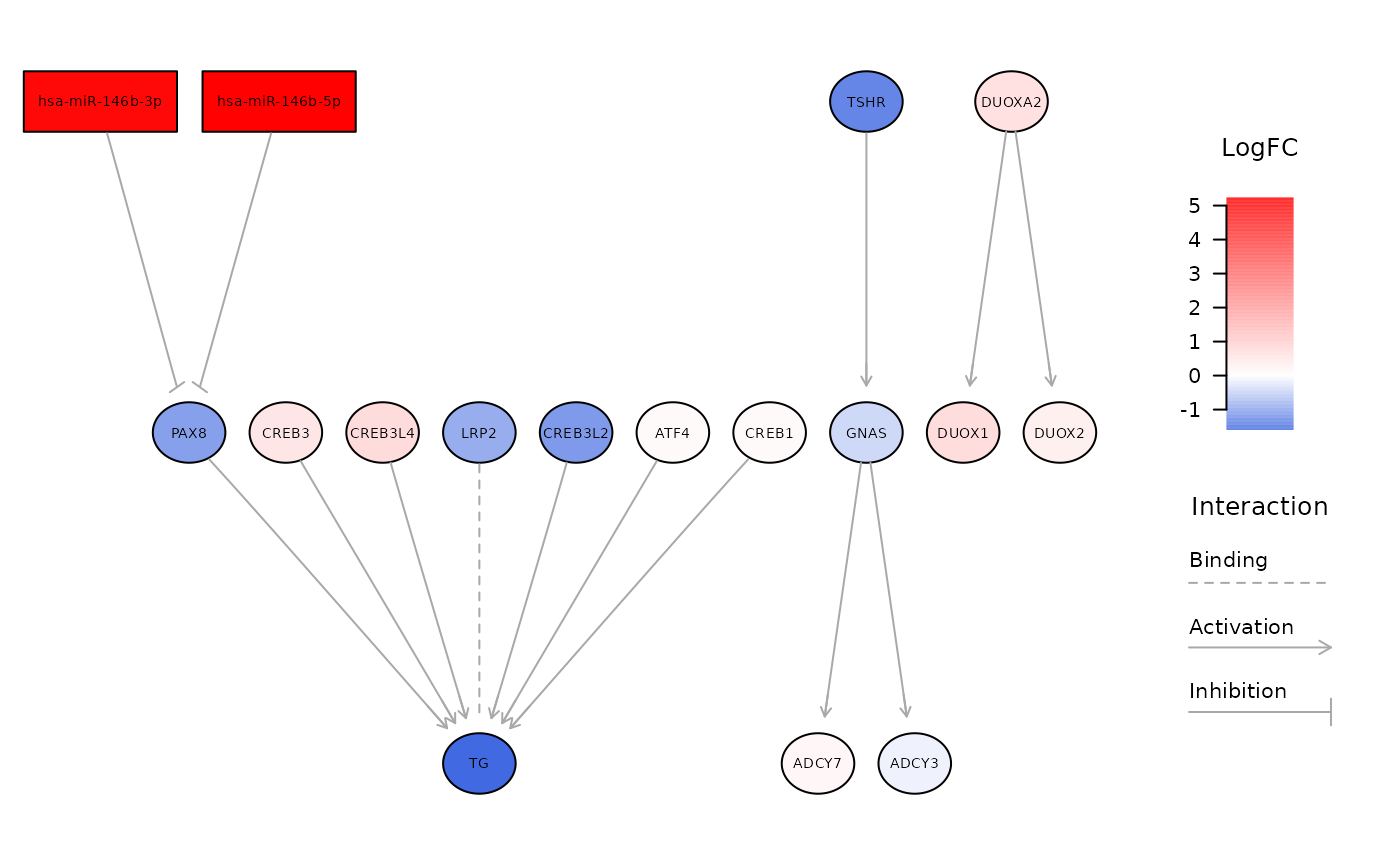 hsa-miR-146b-3p
hsa-miR-146b-5p
TSHR
DUOXA2
LogFC
5
4
3
2
1
0
-1
PAX8
CREB3
CREB3L4
LRP2
CREB3L2
ATF4
CREB1
GNAS
DUOX1
DUOX2
Interaction
Binding
Activation
Inhibition
TG
ADCY7
ADCY3